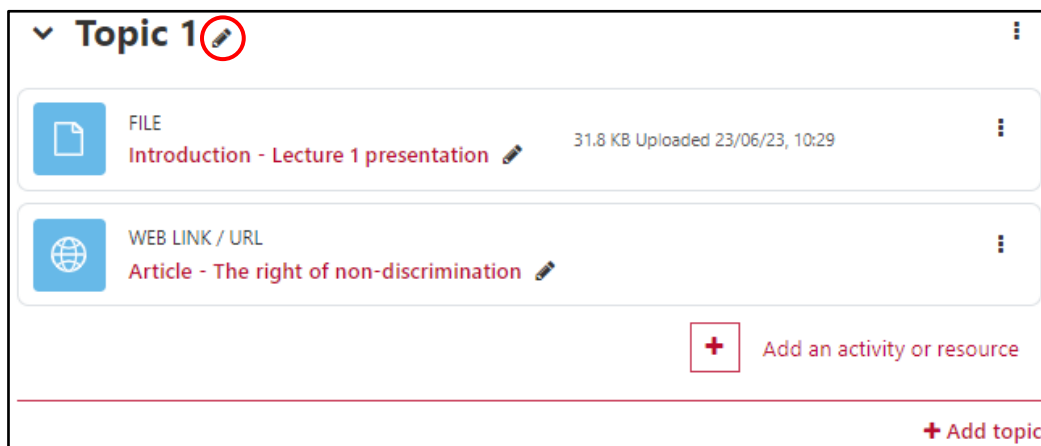 Topic 1
FILE
Introduction - Lecture 1 presentation
31.8 KB Uploaded 23/06/23, 10:29
WEB LINK / URL
Article - The right of non-discrimination
Add an activity or resource
+ Add topic